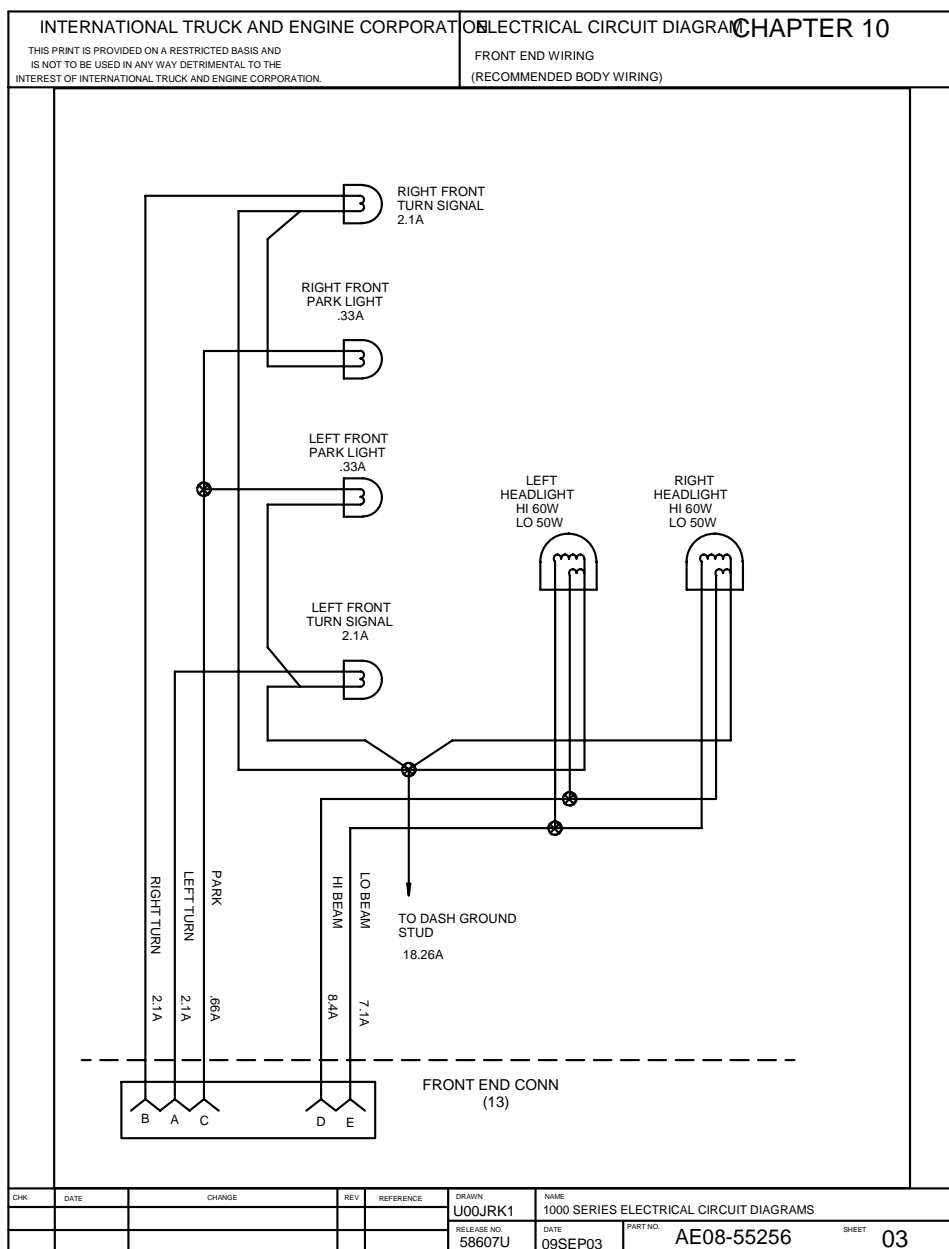 INTERNATIONAL TRUCK AND ENGINE CORPORATION
THIS PRINT IS PROVIDED ON A RESTRICTED BASIS AND
IS NOT TO BE USED IN ANY WAY DETRIMENTAL TO THE
INTEREST OF INTERNATIONAL TRUCK AND ENGINE CORPORATION.
ELECTRICAL CIRCUIT DIAGRAM
CHAPTER 10
FRONT END WIRING
(RECOMMENDED BODY WIRING)
RIGHT FRONT
TURN SIGNAL
2.1A
RIGHT FRONT
PARK LIGHT
.33A
LEFT FRONT
PARK LIGHT
.33A
LEFT
HEADLIGHT
HI 60W
LO 50W
RIGHT
HEADLIGHT
HI 60W
LO 50W
LEFT FRONT
TURN SIGNAL
2.1A
RIGHT TURN
LEFT TURN
PARK
HI BEAM
LO BEAM
TO DASH GROUND
STUD
18.26A
2.1A
2.1A
.66A
8.4A
7.1A
FRONT END CONN
(13)
B A C D E
CHK DATE CHANGE REV REFERENCE
DRAWN
U00JRK1
NAME
1000 SERIES ELECTRICAL CIRCUIT DIAGRAMS
RELEASE NO.
58607U
DATE
09SEP03
PART NO.
AE08-55256
SHEET
03